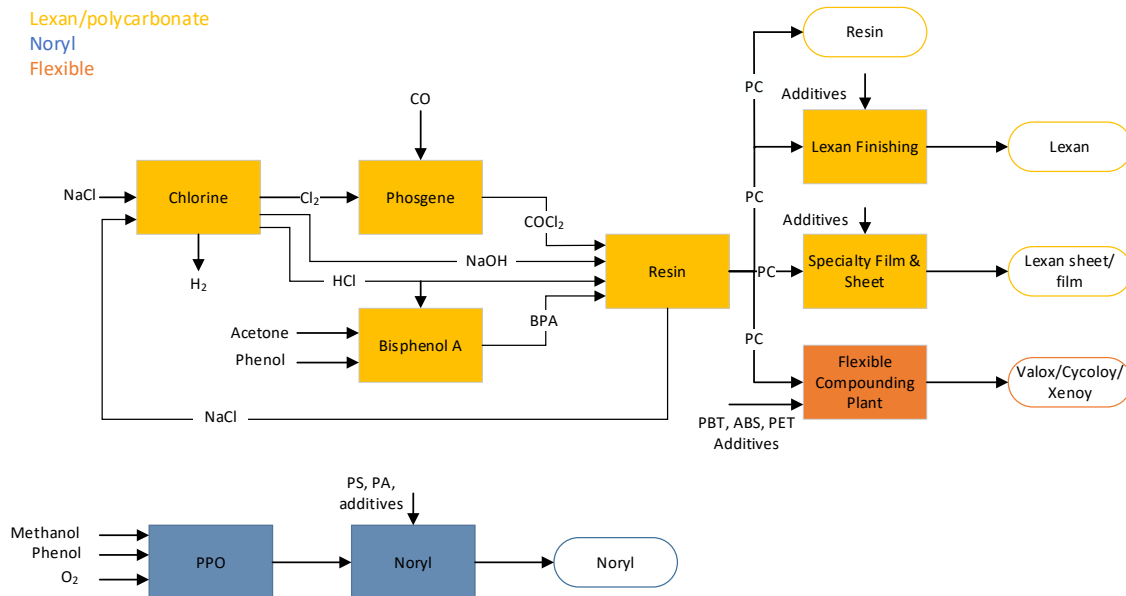 Lexan/polycarbonate
Noryl
Flexible
Resin
CO
PC
Additives
Lexan Finishing
Lexan
NaCl
Chlorine
Cl₂
Phosgene
COCl₂
PC
Additives
H₂
NaOH
HCl
Resin
PC
Specialty Film &
Sheet
Lexan sheet/
film
Acetone
Phenol
Bisphenol A
BPA
PC
Flexible
Compounding
Plant
Valox/Cycoloy/
Xenoy
NaCl
PBT, ABS, PET
Additives
PS, PA,
additives
Methanol
Phenol
O₂
PPO
Noryl
Noryl